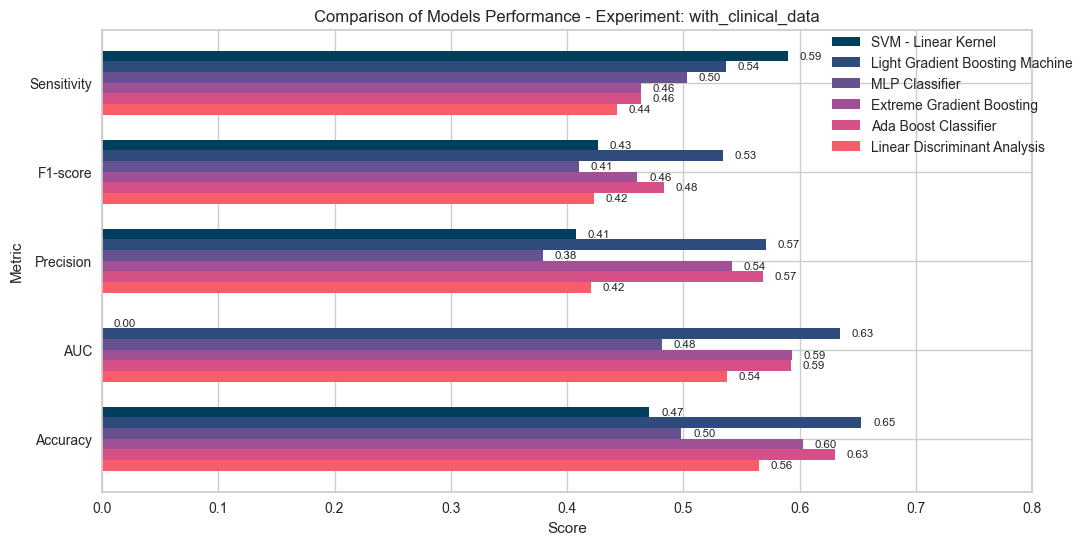 Comparison of Models Performance - Experiment: with_clinical_data
SVM - Linear Kernel
Light Gradient Boosting Machine
MLP Classifier
Extreme Gradient Boosting
Ada Boost Classifier
Linear Discriminant Analysis
Metric
Sensitivity
0.59
0.54
0.50
0.46
0.46
0.44
F1-score
0.43
0.53
0.41
0.46
0.48
0.42
Precision
0.41
0.57
0.38
0.54
0.57
0.42
AUC
0.00
0.63
0.48
0.59
0.59
0.54
Accuracy
0.47
0.65
0.50
0.60
0.63
0.56
0.0 0.1 0.2 0.3 0.4 0.5 0.6 0.7 0.8
Score